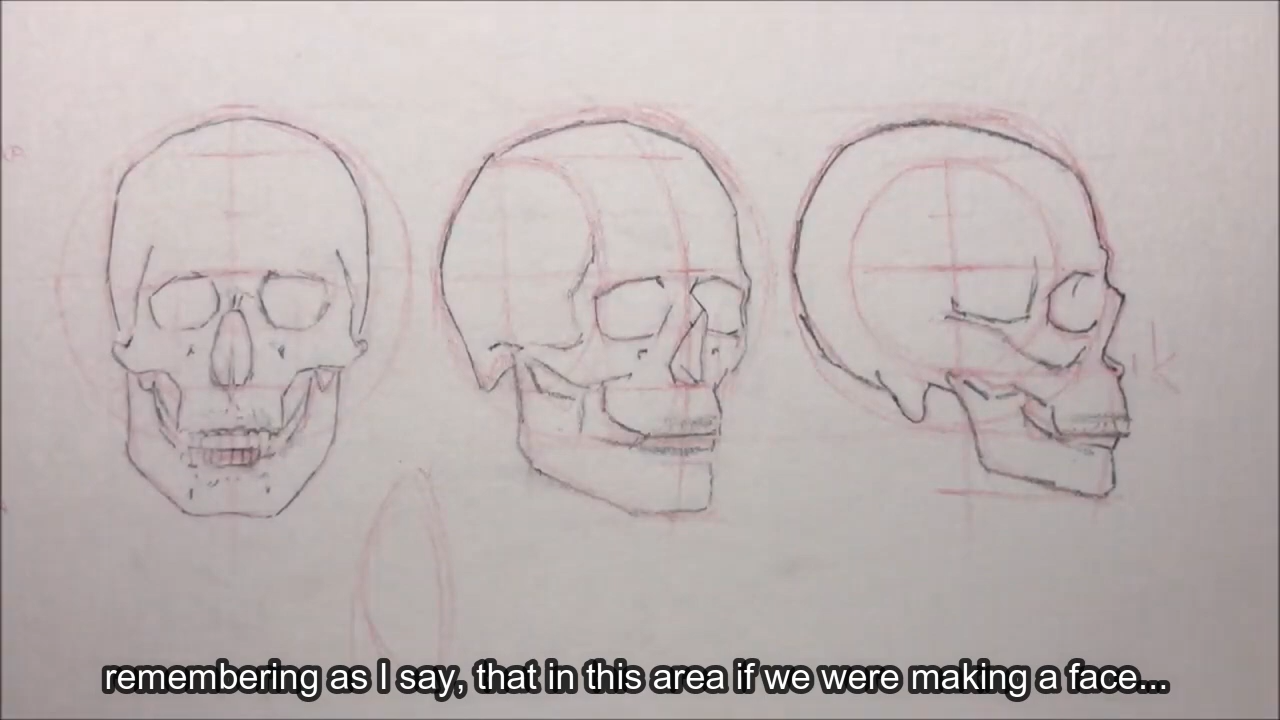 remembering as I say, that in this area if we were making a face...